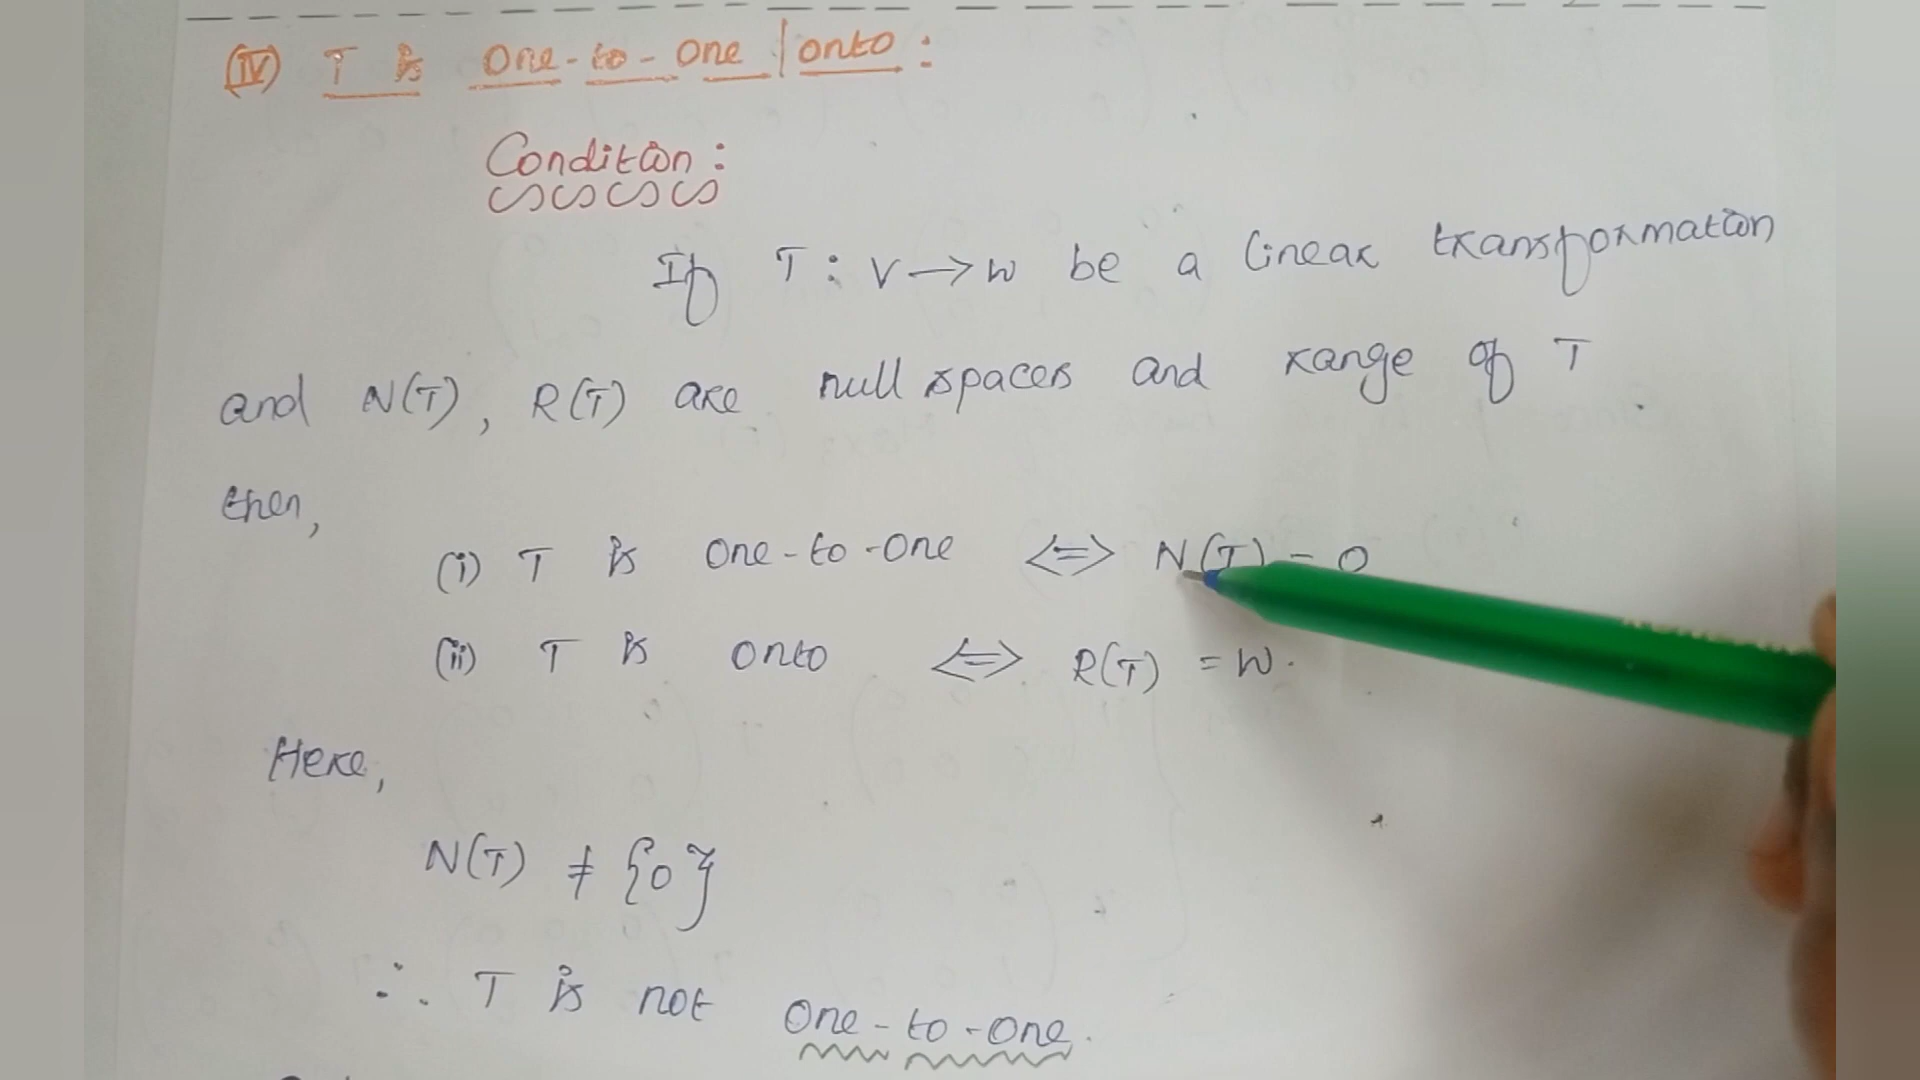 (iv) T is one-to-one / onto :
Condition :
If T : V → W be a linear transformation
and N(T), R(T) are null spaces and range of T
then,
(i) T is one-to-one <=> N(T) = 0
(ii) T is onto <=> R(T) = W.
Here,
N(T) ≠ {0}
∴ T is not one-to-one.